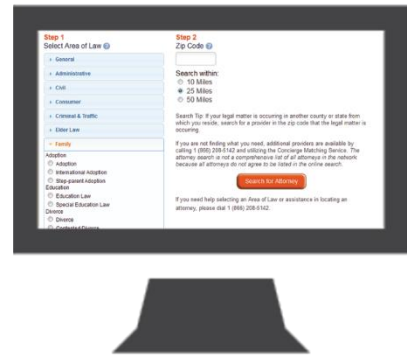 Step 1
Select Area of Law
General
Administrative
Civil
Consumer
Criminal & Traffic
Elder Law
Family
Adoption
Adoption
International Adoption
Step-parent Adoption
Education
Education Law
Special Education Law
Divorce
Divorce
Contested Divorce
Step 2
Zip Code
Search within:
10 Miles
25 Miles
50 Miles
Search Tip: If your legal matter is occurring in another county or state from
which you reside, search for a provider in the zip code that the legal matter is
occurring.
If you are not finding what you need, additional providers are available by
calling 1 (866) 208-5142 and utilizing the Concierge Matching Service. The
attorney search is not a comprehensive list of all attorneys in the network
because all attorneys do not agree to be listed in the online search.
Search for Attorney
If you need help selecting an Area of Law or assistance in locating an
attorney, please dial 1 (866) 208-5142.